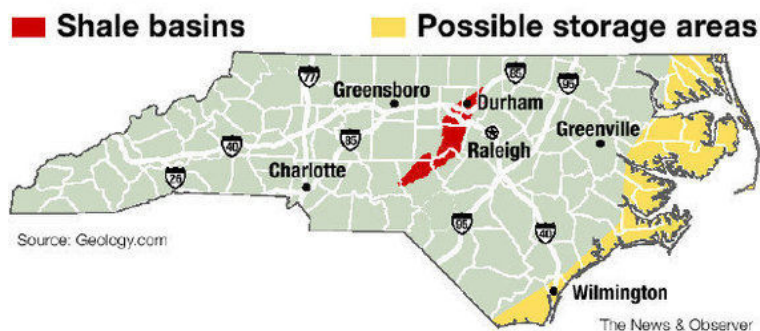 Shale basins
Possible storage areas
77
85
95
Greensboro
Durham
85
Greenville
40
Raleigh
Charlotte
26
95
40
Source: Geology.com
Wilmington
The News & Observer